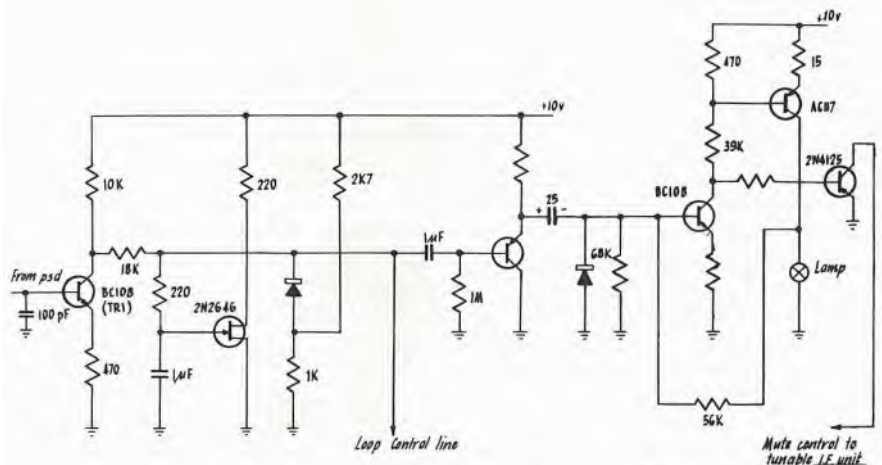 +10v
470
15
AC117
39K
2N4125
+10v
10K
220
2K7
25
+ -
BC108
1μF
68K
18K
From psd
BC108
(TR1)
220
2N2646
1M
Lamp
100 pF
470
1μF
1K
56K
Loop Control line
Mute control to
tunable I.F. unit